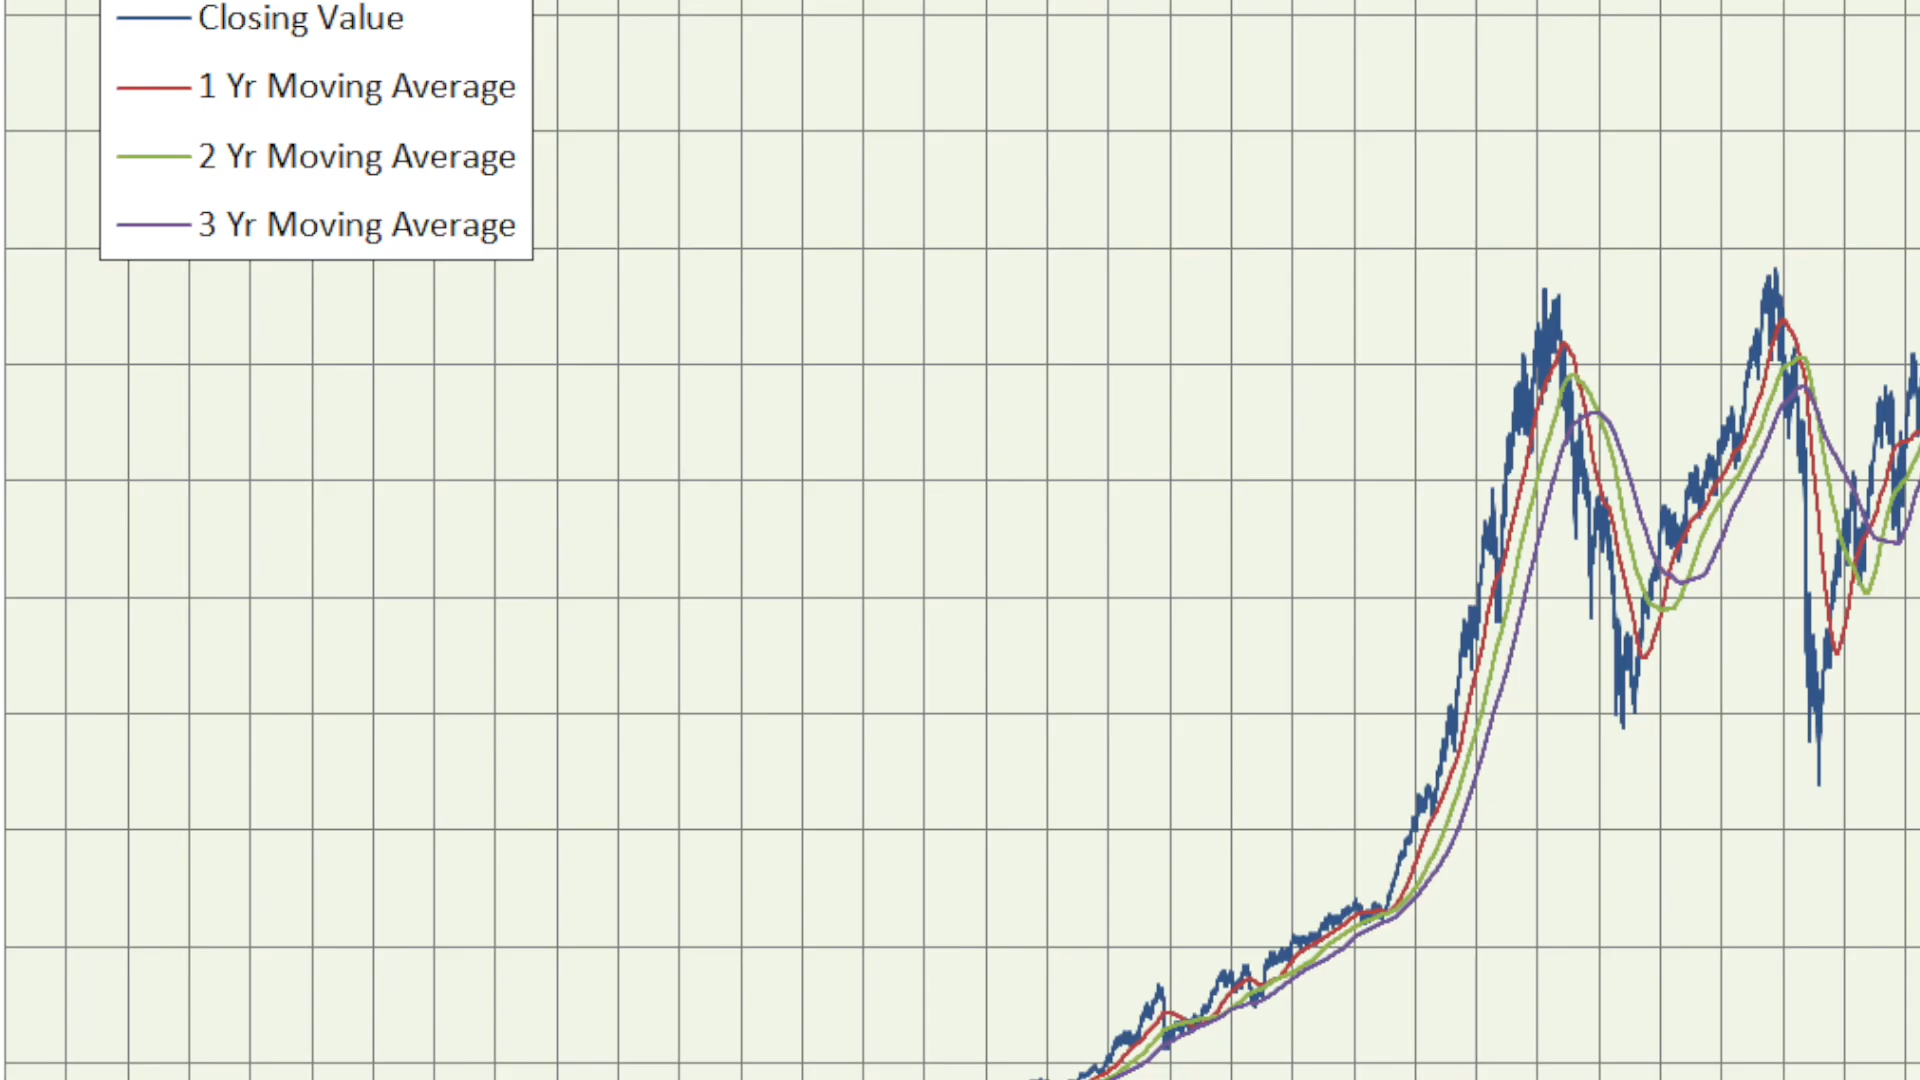 Closing Value
1 Yr Moving Average
2 Yr Moving Average
3 Yr Moving Average